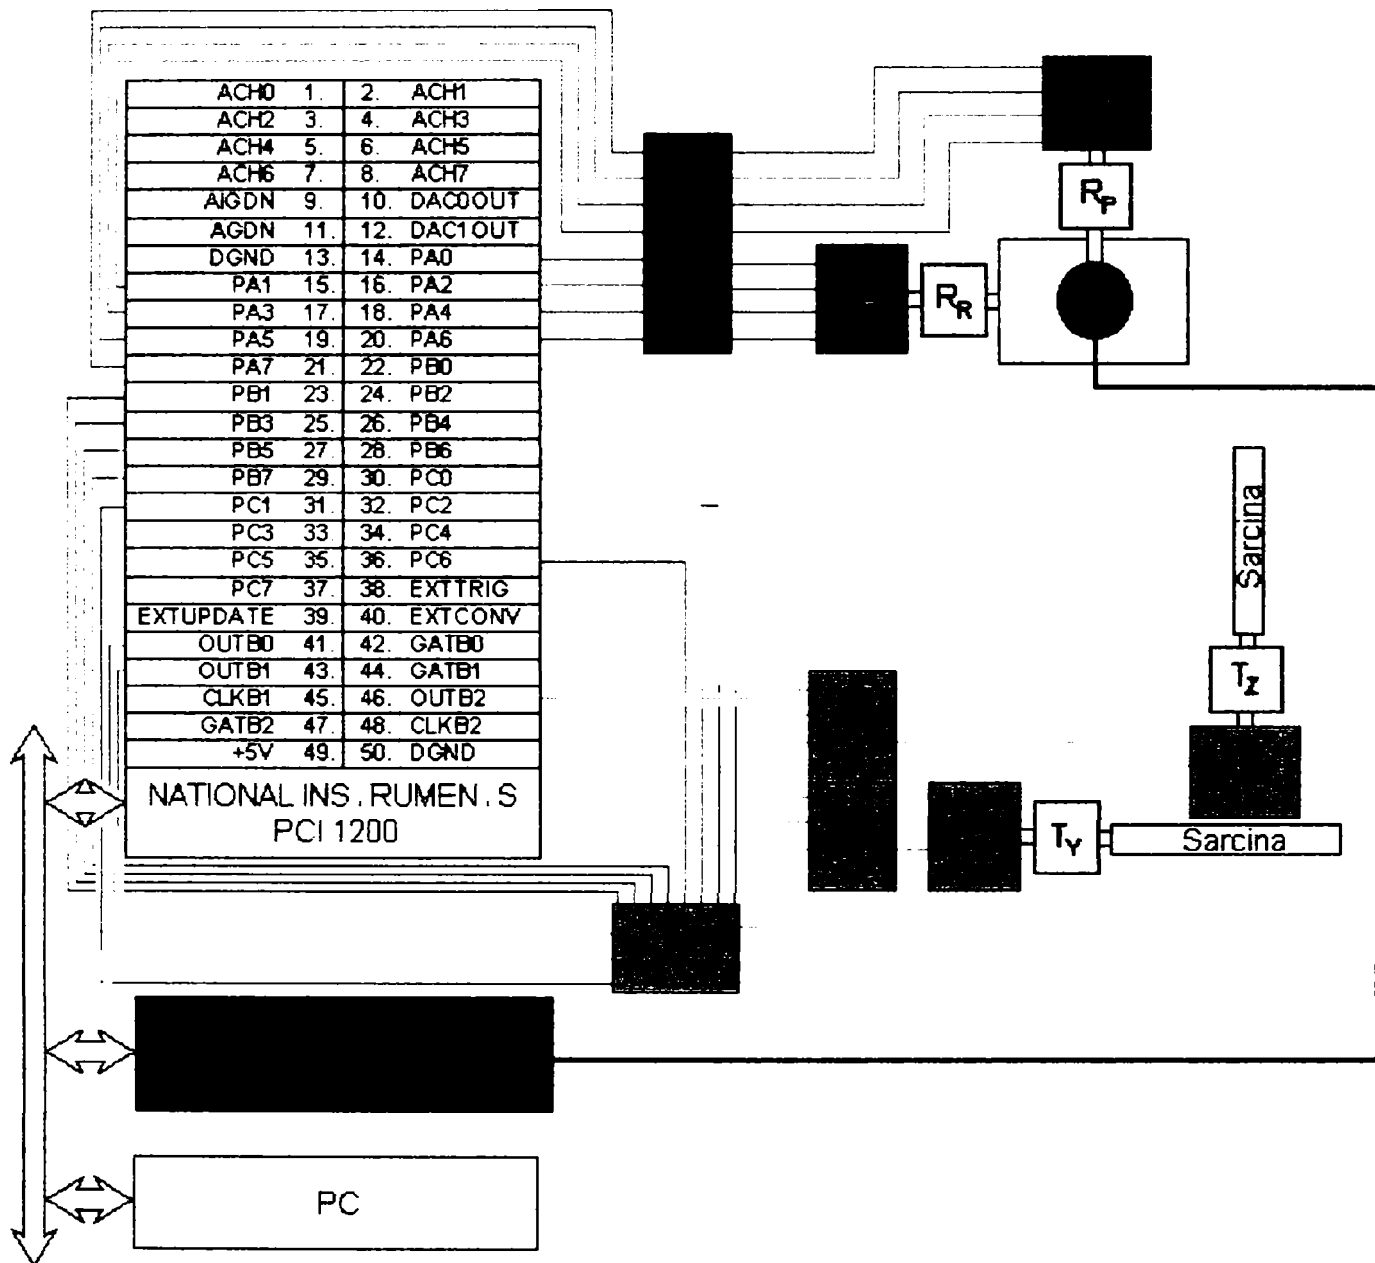 ACH0 1. 2. ACH1
ACH2 3. 4. ACH3
ACH4 5. 6. ACH5
ACH6 7. 8. ACH7
AIGDN 9. 10. DAC0OUT
AGDN 11. 12. DAC1OUT
DGND 13. 14. PA0
PA1 15. 16. PA2
PA3 17. 18. PA4
PA5 19. 20. PA6
PA7 21. 22. PB0
PB1 23. 24. PB2
PB3 25. 26. PB4
PB5 27. 28. PB6
PB7 29. 30. PC0
PC1 31. 32. PC2
PC3 33. 34. PC4
PC5 35. 36. PC6
PC7 37. 38. EXTTRIG
EXTUPDATE 39. 40. EXTCONV
OUTB0 41. 42. GATB0
OUTB1 43. 44. GATB1
CLKB1 45. 46. OUTB2
GATB2 47. 48. CLKB2
+5V 49. 50. DGND
NATIONAL INS.RUMEN.S
PCI 1200
RP
RR
Sarcina
TZ
TY
Sarcina
PC